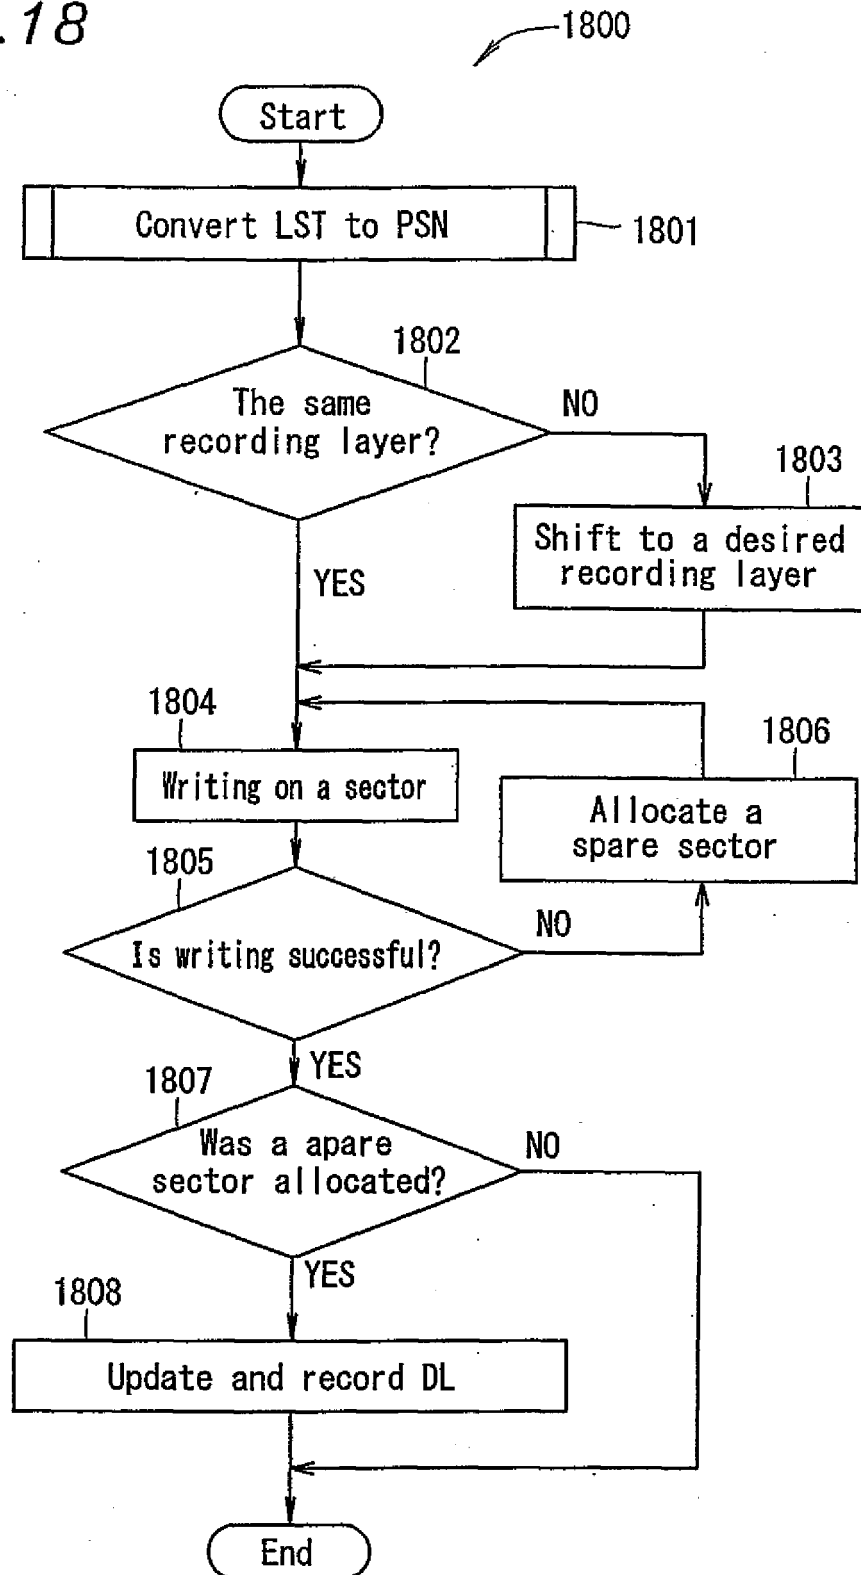 .18
1800
Start
Convert LST to PSN
1801
1802
The same
recording layer?
NO
1803
Shift to a desired
recording layer
YES
1804
Writing on a sector
1806
Allocate a
spare sector
1805
Is writing successful?
NO
YES
1807
Was a apare
sector allocated?
NO
YES
1808
Update and record DL
End